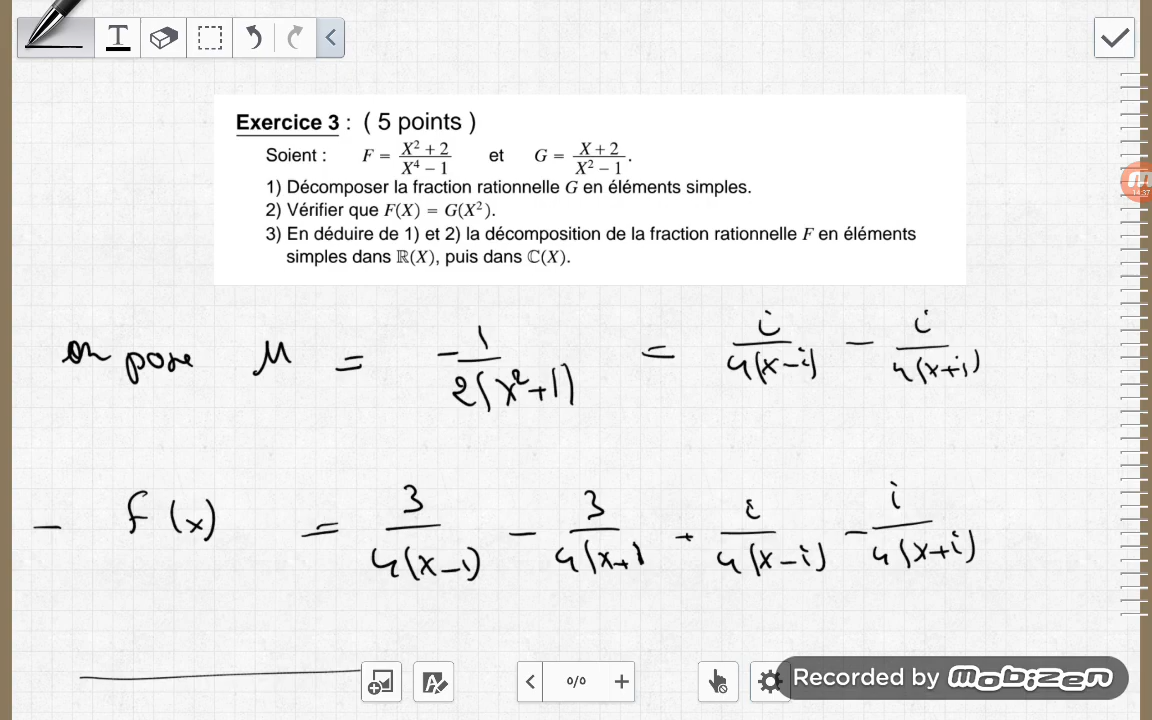 T
14:37
Exercice 3 : ( 5 points )
Soient : F = (X² + 2)/(X⁴ − 1) et G = (X + 2)/(X² − 1).
1) Décomposer la fraction rationnelle G en éléments simples.
2) Vérifier que F(X) = G(X²).
3) En déduire de 1) et 2) la décomposition de la fraction rationnelle F en éléments
simples dans ℝ(X), puis dans ℂ(X).
on pose M = -1/(2(x²+1)) = i/(4(x-i)) - i/(4(x+i))
- f(x) = 3/(4(x-1)) - 3/(4(x+1) + i/(4(x-i)) - i/(4(x+i))
A
0/0
Recorded by mobizen